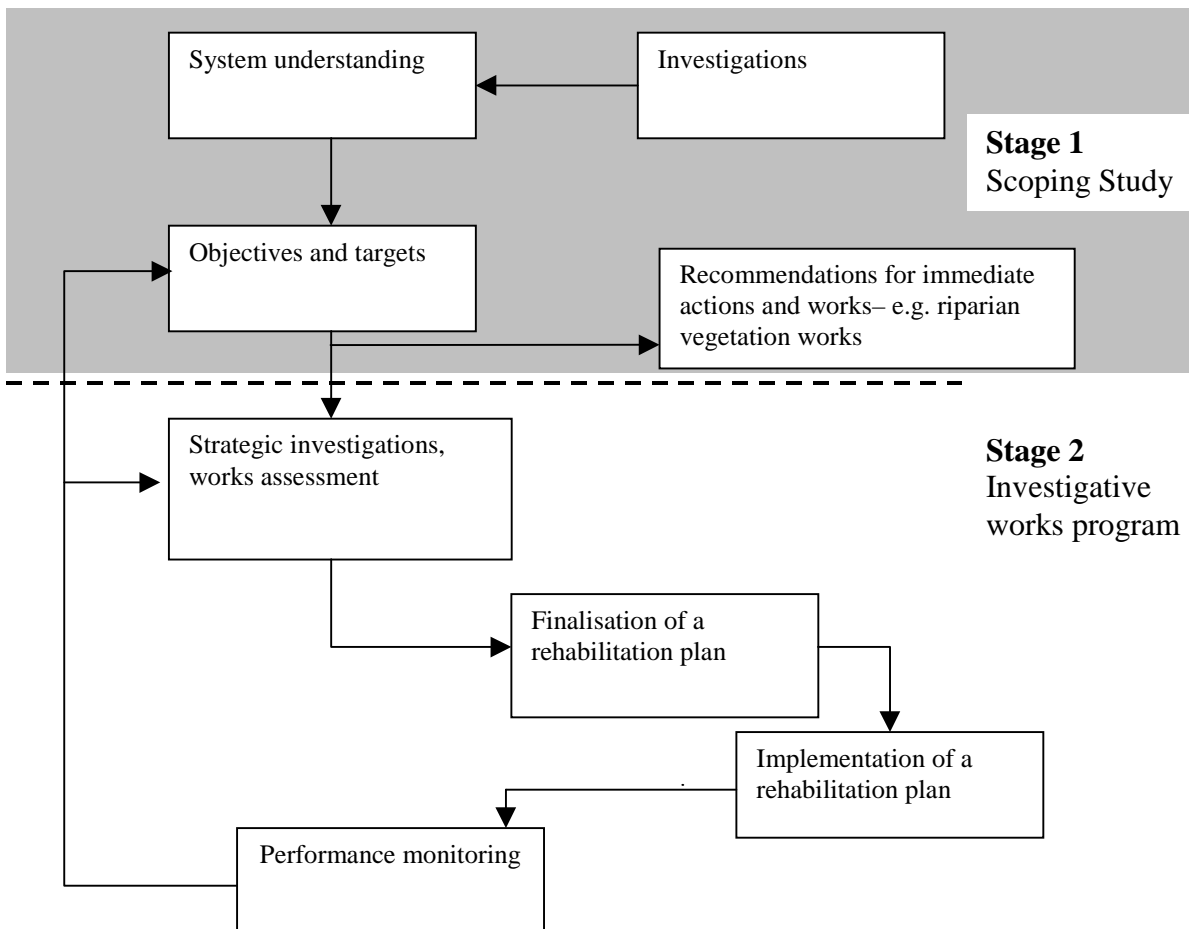 System understanding
Investigations
Stage 1
Scoping Study
Objectives and targets
Recommendations for immediate
actions and works– e.g. riparian
vegetation works
Strategic investigations,
works assessment
Stage 2
Investigative
works program
Finalisation of a
rehabilitation plan
Implementation of a
rehabilitation plan
Performance monitoring